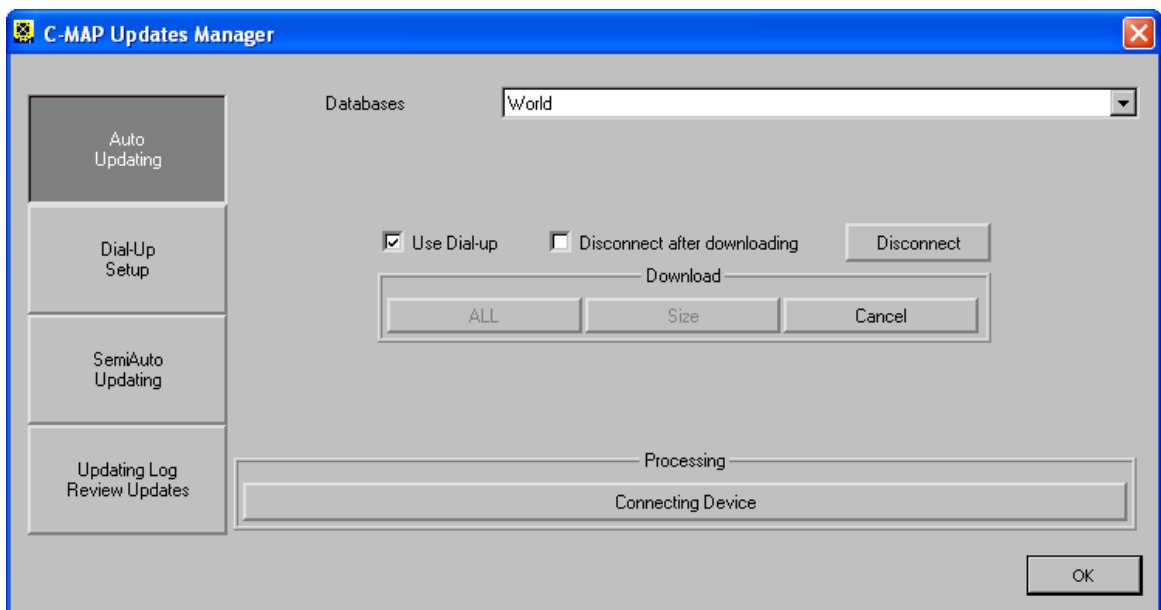 C-MAP Updates Manager
Databases
World
Auto
Updating
Dial-Up
Setup
SemiAuto
Updating
Updating Log
Review Updates
Use Dial-up
Disconnect after downloading
Disconnect
Download
ALL
Size
Cancel
Processing
Connecting Device
OK